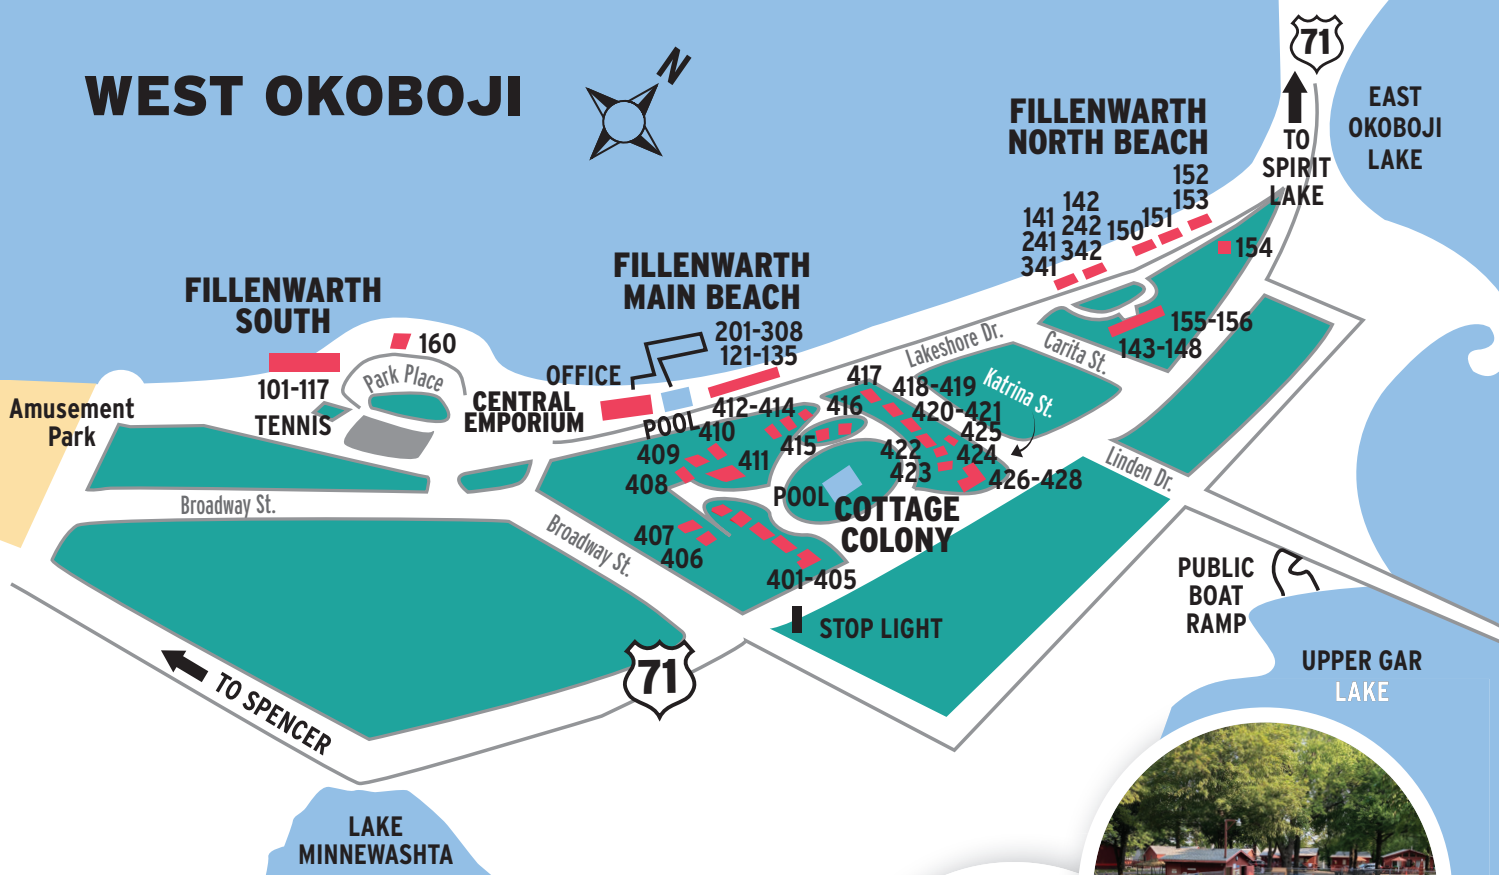 WEST OKOBOJI
N
71
TO
SPIRIT
LAKE
EAST
OKOBOJI
LAKE
FILLENWARTH
NORTH BEACH
152
153
151
150
142
242
342
141
241
341
154
155-156
143-148
FILLENWARTH
MAIN BEACH
201-308
121-135
FILLENWARTH
SOUTH
160
101-117
TENNIS
Park Place
OFFICE
CENTRAL
EMPORIUM
POOL
Amusement
Park
Lakeshore Dr.
Carita St.
Katrina St.
Linden Dr.
417
418-419
420-421
425
424
426-428
422
423
412-414
416
415
410
411
409
408
407
406
401-405
POOL
COTTAGE
COLONY
Broadway St.
Broadway St.
STOP LIGHT
71
TO SPENCER
PUBLIC
BOAT
RAMP
UPPER GAR
LAKE
LAKE
MINNEWASHTA